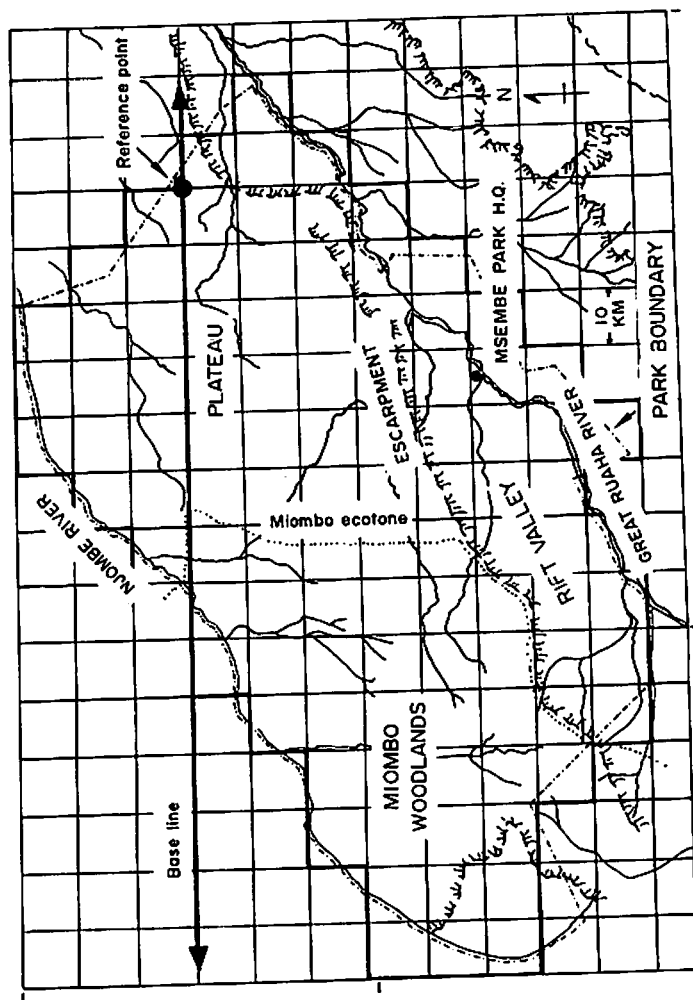 Reference point
N
PLATEAU
ESCARPMENT
MSEMBE PARK H.Q.
10
KM
PARK BOUNDARY
NJOMBE RIVER
Miombo ecotone
RIFT VALLEY
GREAT RUAHA RIVER
Base line
MIOMBO
WOODLANDS